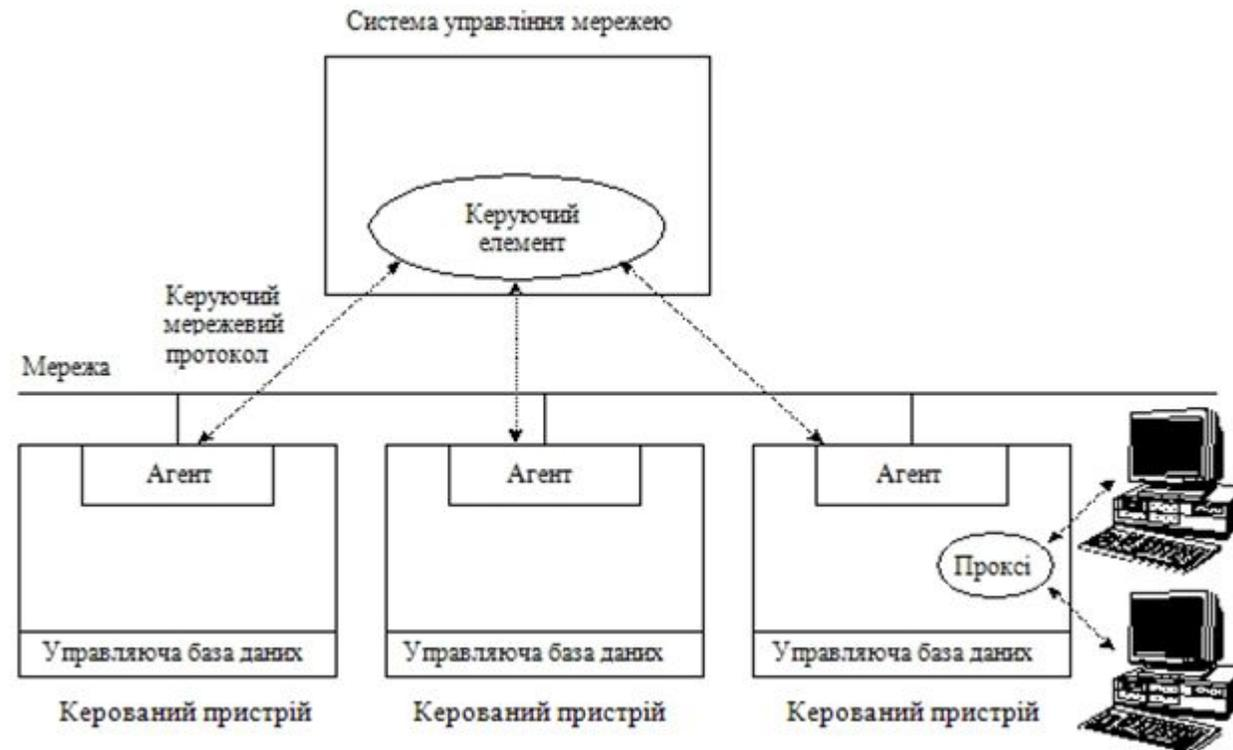 Система управління мережею
Керуючий
елемент
Керуючий
мережевий
протокол
Мережа
Агент
Агент
Агент
Проксі
Управляюча база даних
Управляюча база даних
Управляюча база даних
Керований пристрій
Керований пристрій
Керований пристрій